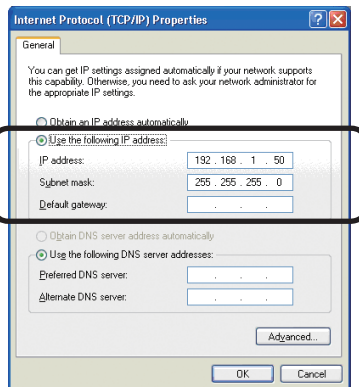 Internet Protocol (TCP/IP) Properties
General
You can get IP settings assigned automatically if your network supports
this capability. Otherwise, you need to ask your network administrator for
the appropriate IP settings.
Obtain an IP address automatically
Use the following IP address:
IP address: 192 . 168 . 1 . 50
Subnet mask: 255 . 255 . 255 . 0
Default gateway: . . .
Obtain DNS server address automatically
Use the following DNS server addresses:
Preferred DNS server: . . .
Alternate DNS server: . . .
Advanced...
OK Cancel